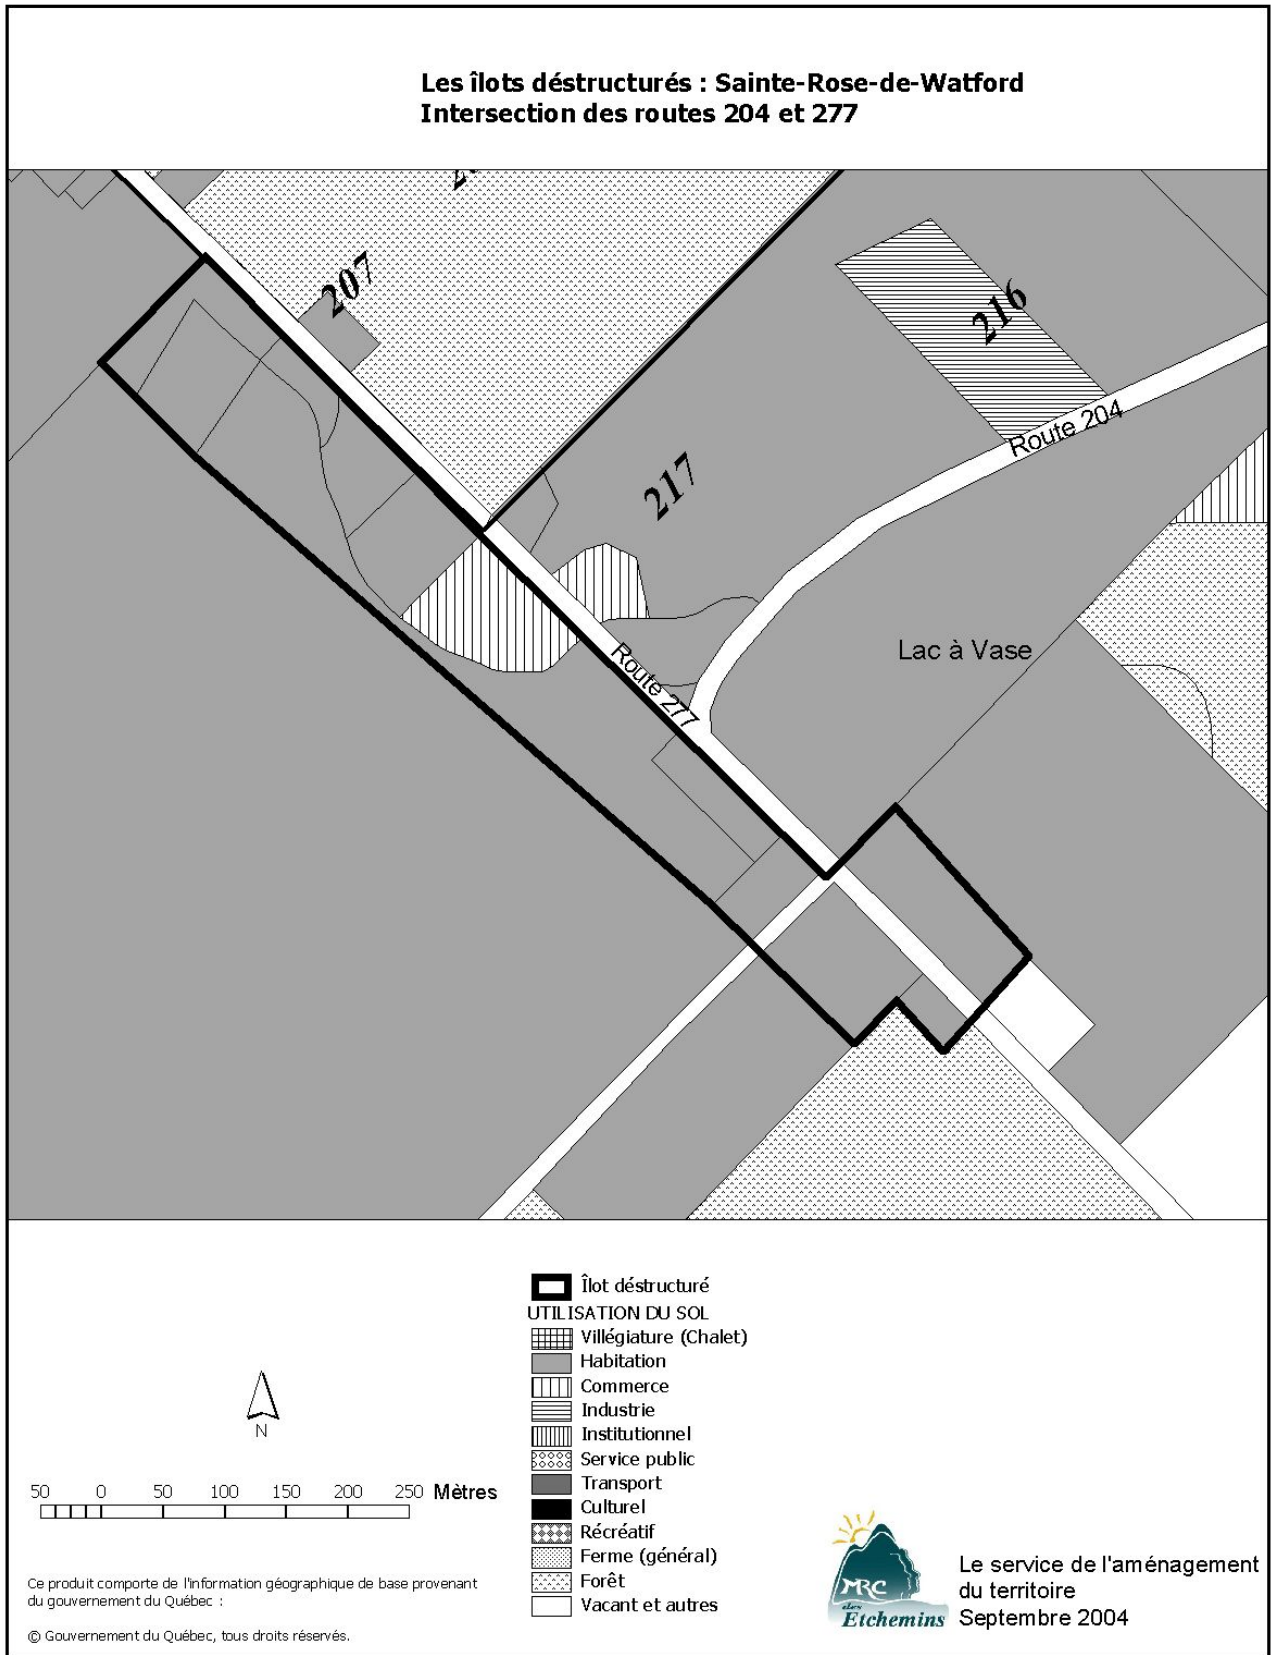 Les îlots déstructurés : Sainte-Rose-de-Watford
Intersection des routes 204 et 277
207
216
Route 204
217
Lac à Vase
Route 277
Îlot déstructuré
UTILISATION DU SOL
Villégiature (Chalet)
Habitation
Commerce
Industrie
Institutionnel
Service public
Transport
Culturel
Récréatif
Ferme (général)
Forêt
Vacant et autres
N
50 0 50 100 150 200 250 Mètres
Ce produit comporte de l'information géographique de base provenant
du gouvernement du Québec :
© Gouvernement du Québec, tous droits réservés.
MRC
des
Etchemins
Le service de l'aménagement
du territoire
Septembre 2004